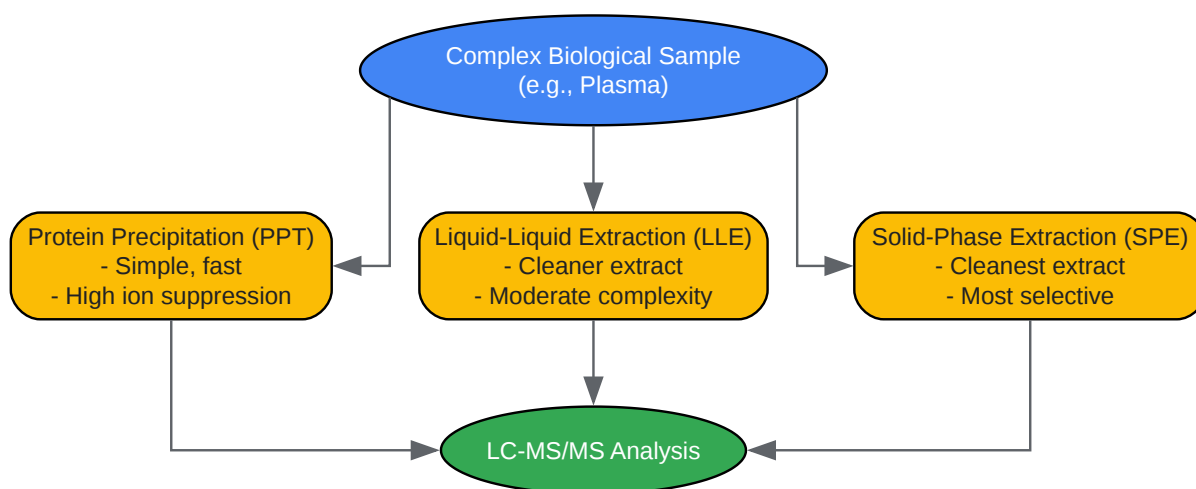 Complex Biological Sample
(e.g., Plasma)
Protein Precipitation (PPT)
- Simple, fast
- High ion suppression
Liquid-Liquid Extraction (LLE)
- Cleaner extract
- Moderate complexity
Solid-Phase Extraction (SPE)
- Cleanest extract
- Most selective
LC-MS/MS Analysis